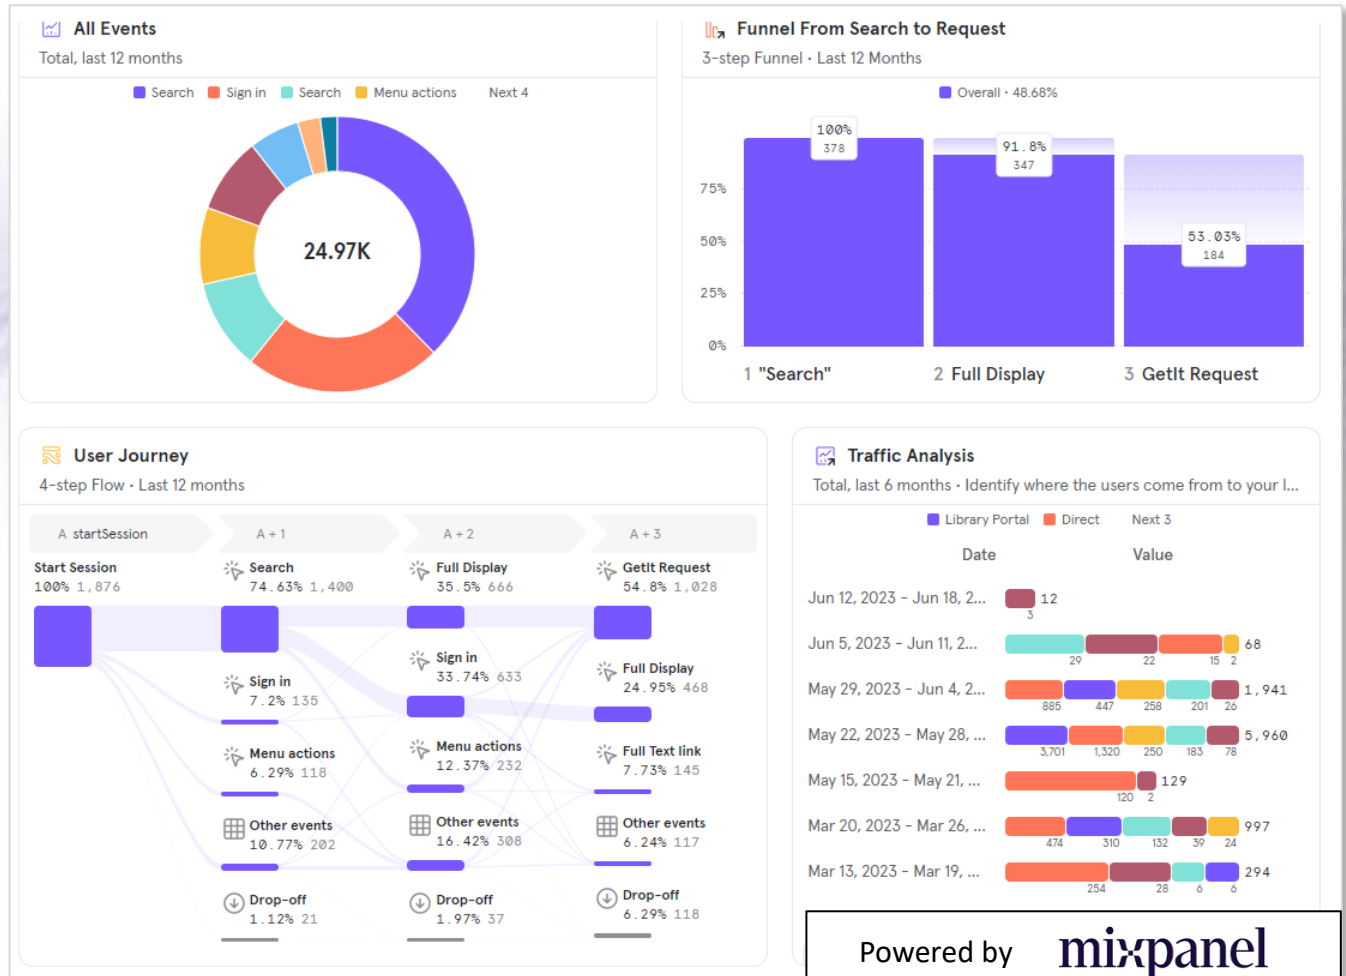 All Events
Total, last 12 months
Search Sign in Search Menu actions Next 4
24.97K
Funnel From Search to Request
3-step Funnel • Last 12 Months
Overall • 48.68%
100%
378
91.8%
347
53.03%
184
75%
50%
25%
0%
1 "Search" 2 Full Display 3 GetIt Request
User Journey
4-step Flow • Last 12 months
A startSession A + 1 A + 2 A + 3
Start Session
100% 1,876
Search
74.63% 1,400
Sign in
7.2% 135
Menu actions
6.29% 118
Other events
10.77% 202
Drop-off
1.12% 21
Full Display
35.5% 666
Sign in
33.74% 633
Menu actions
12.37% 232
Other events
16.42% 308
Drop-off
1.97% 37
GetIt Request
54.8% 1,028
Full Display
24.95% 468
Full Text link
7.73% 145
Other events
6.24% 117
Drop-off
6.29% 118
Traffic Analysis
Total, last 6 months • Identify where the users come from to your l...
Library Portal Direct Next 3
Date Value
Jun 12, 2023 - Jun 18, 2... 12
3
Jun 5, 2023 - Jun 11, 2... 68
29 22 15 2
May 29, 2023 - Jun 4, 2... 1,941
885 447 258 201 26
May 22, 2023 - May 28, ... 5,960
3,701 1,320 250 183 78
May 15, 2023 - May 21, ... 129
120 2
Mar 20, 2023 - Mar 26, ... 997
474 310 132 39 24
Mar 13, 2023 - Mar 19, ... 294
254 28 6 6
Powered by mixpanel